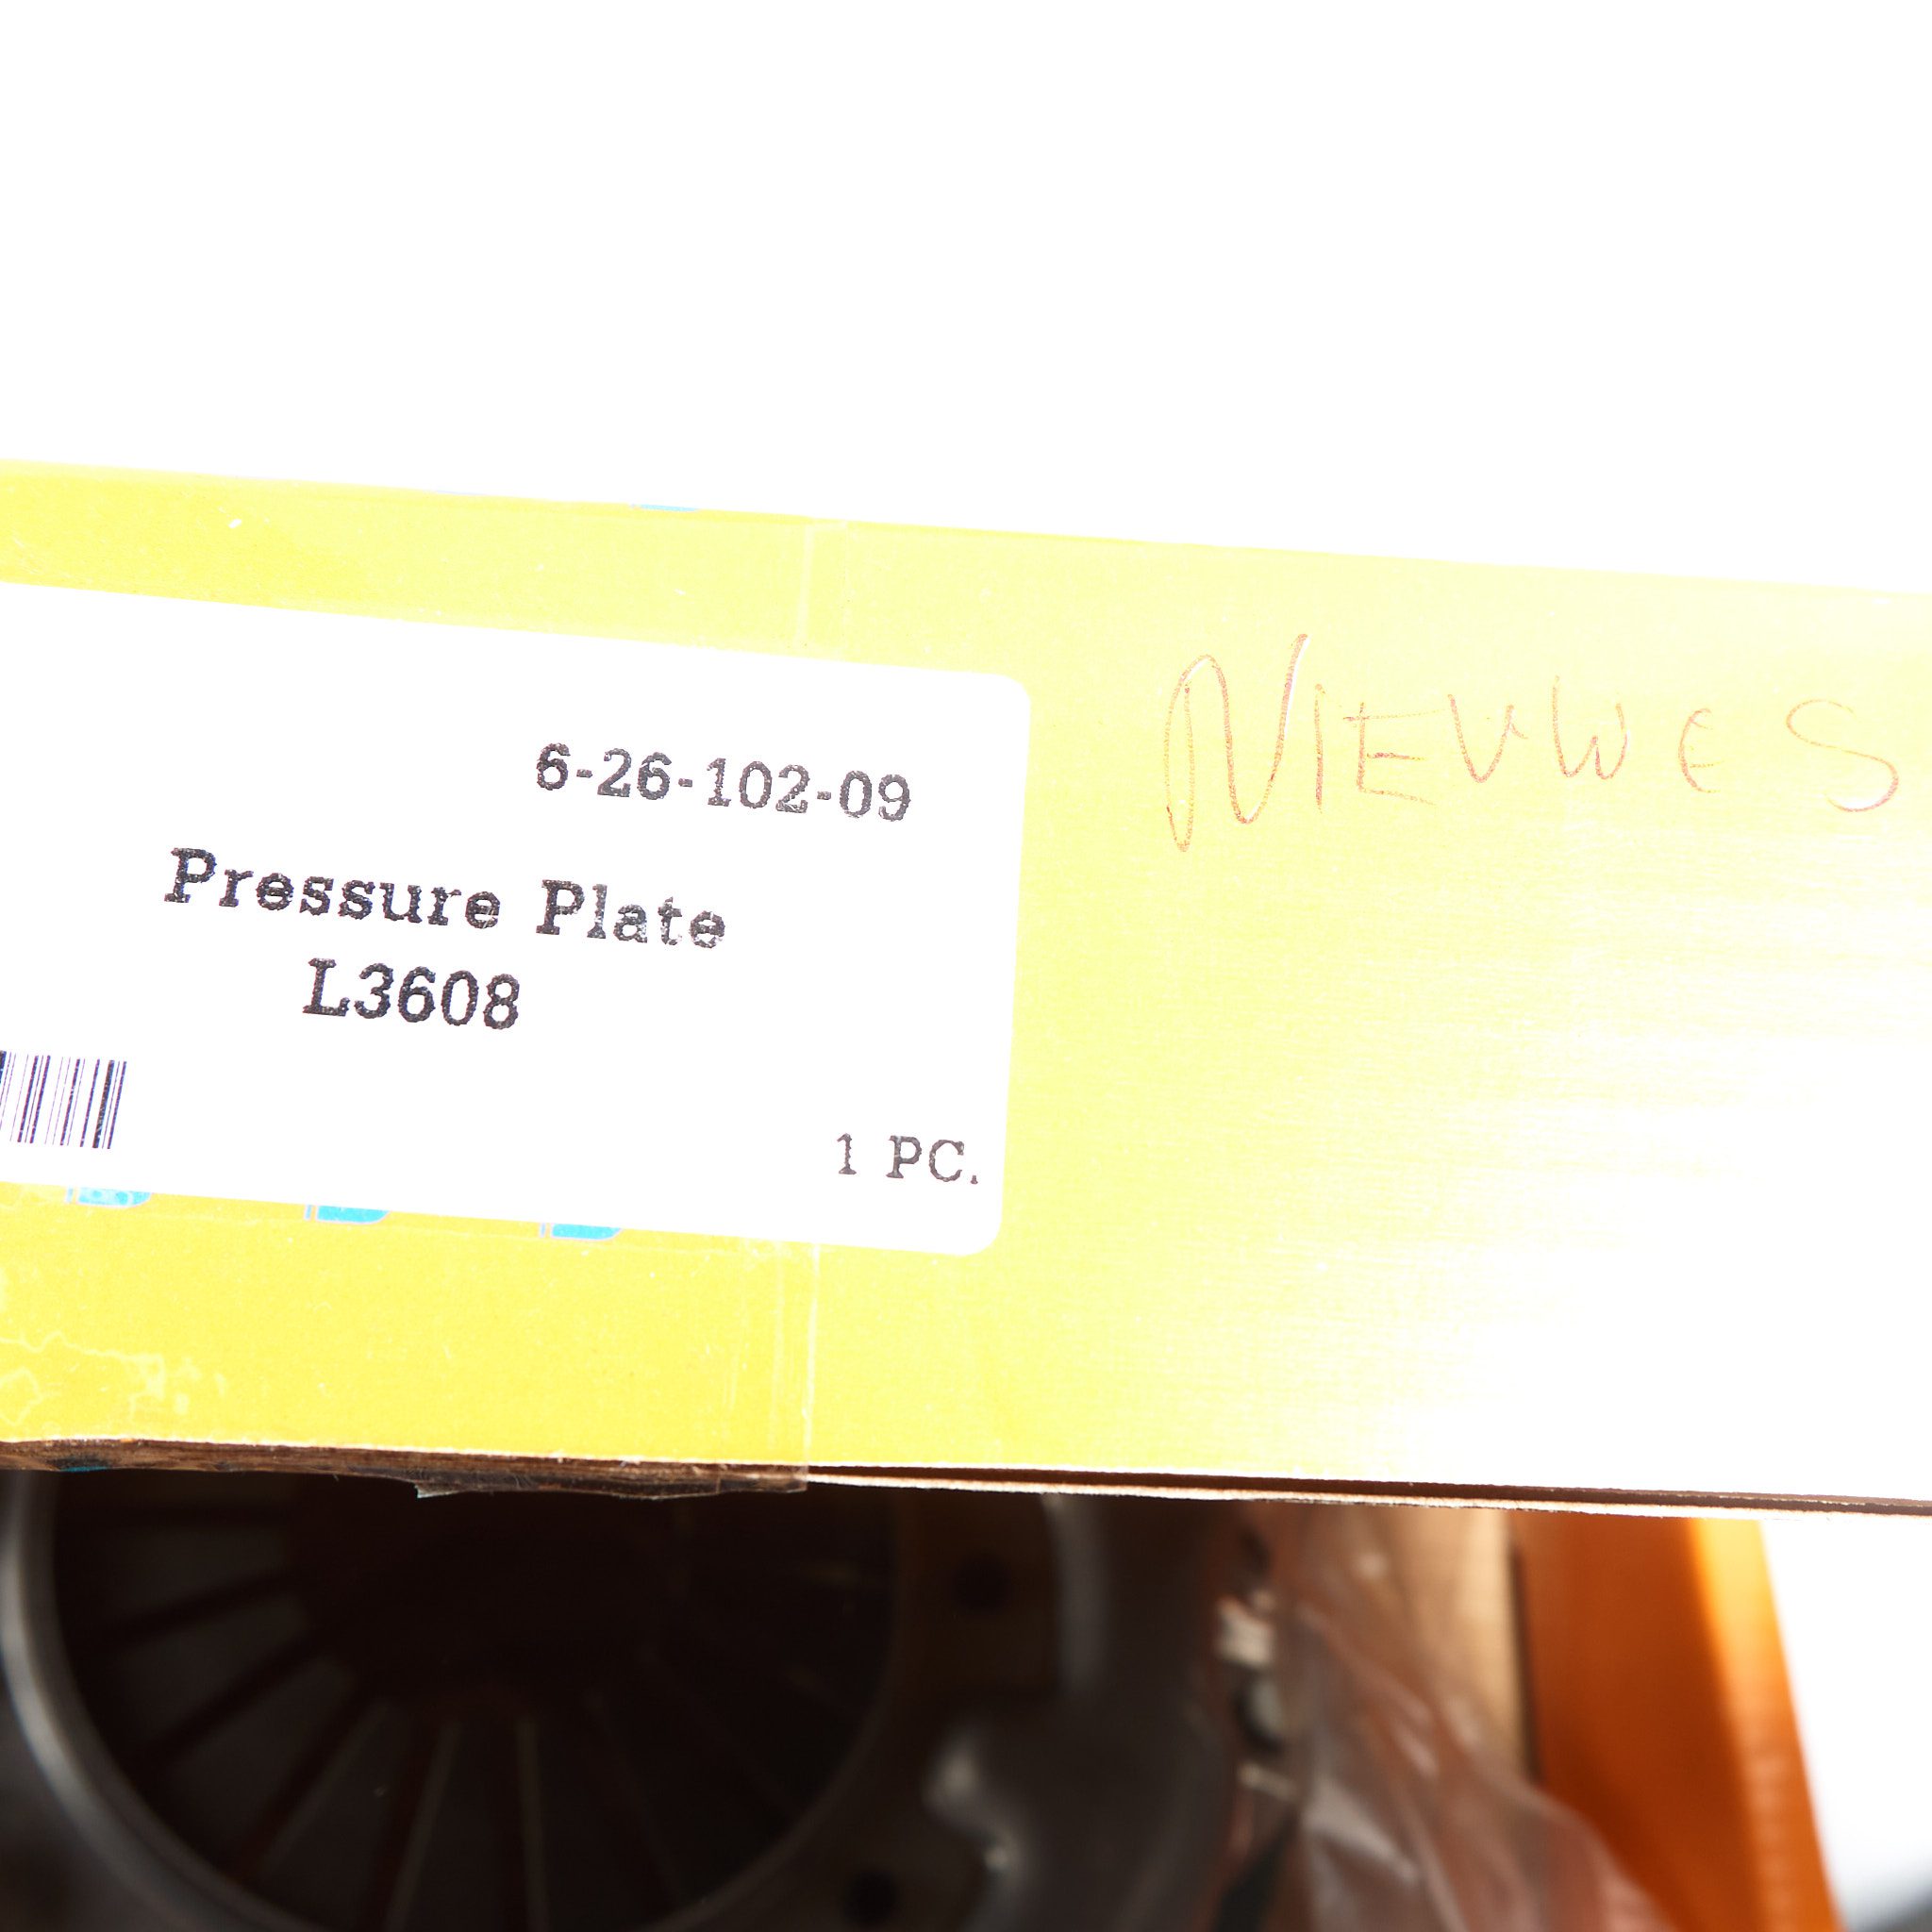 6-26-102-09
NIEUWES
Pressure Plate
L3608
1 PC.